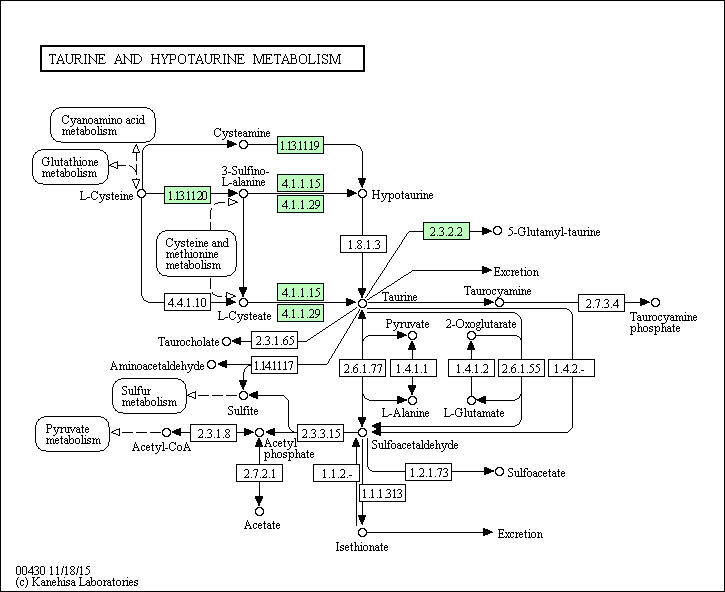 TAURINE AND HYPOTAURINE METABOLISM
Cyanoamino acid
metabolism
Glutathione
metabolism
L-Cysteine
Cysteamine
1.13.11.19
3-Sulfino-
L-alanine
1.13.11.20
4.1.1.15
4.1.1.29
Hypotaurine
Cysteine and
methionine
metabolism
1.8.1.3
2.3.2.2
5-Glutamyl-taurine
Excretion
4.4.1.10
L-Cysteate
4.1.1.15
4.1.1.29
Taurine
Taurocyamine
2.7.3.4
Taurocyamine
phosphate
Taurocholate
2.3.1.65
Pyruvate
2-Oxoglutarate
Aminoacetaldehyde
1.14.11.17
2.6.1.77
1.4.1.1
1.4.1.2
2.6.1.55
1.4.2.-
Sulfur
metabolism
Sulfite
L-Alanine
L-Glutamate
Pyruvate
metabolism
Acetyl-CoA
2.3.1.8
Acetyl
phosphate
2.3.3.15
Sulfoacetaldehyde
2.7.2.1
1.1.2.-
1.2.1.73
Sulfoacetate
1.1.1.313
Acetate
Isethionate
Excretion
00430 11/18/15
(c) Kanehisa Laboratories